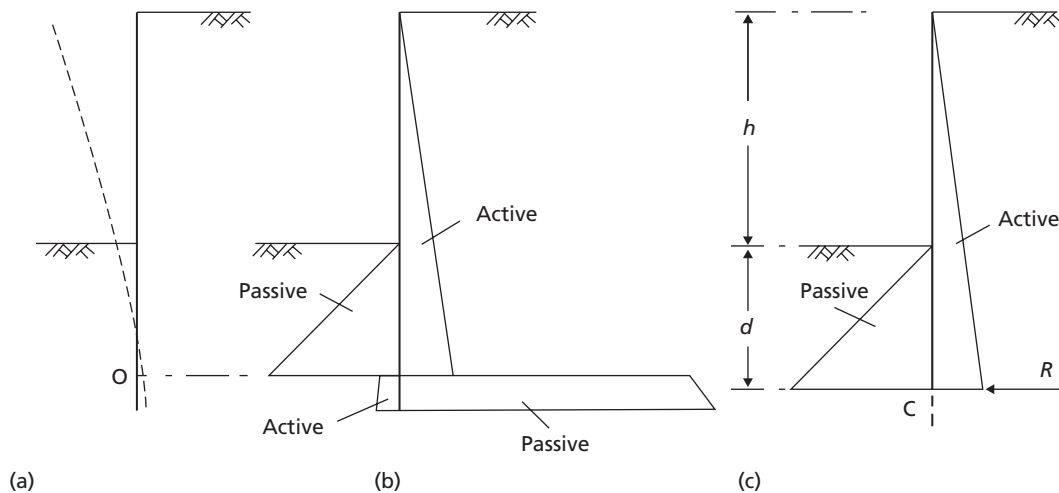 Active
Active
h
Passive
Passive
d
O
R
C
Active
Passive
(a)
(b)
(c)